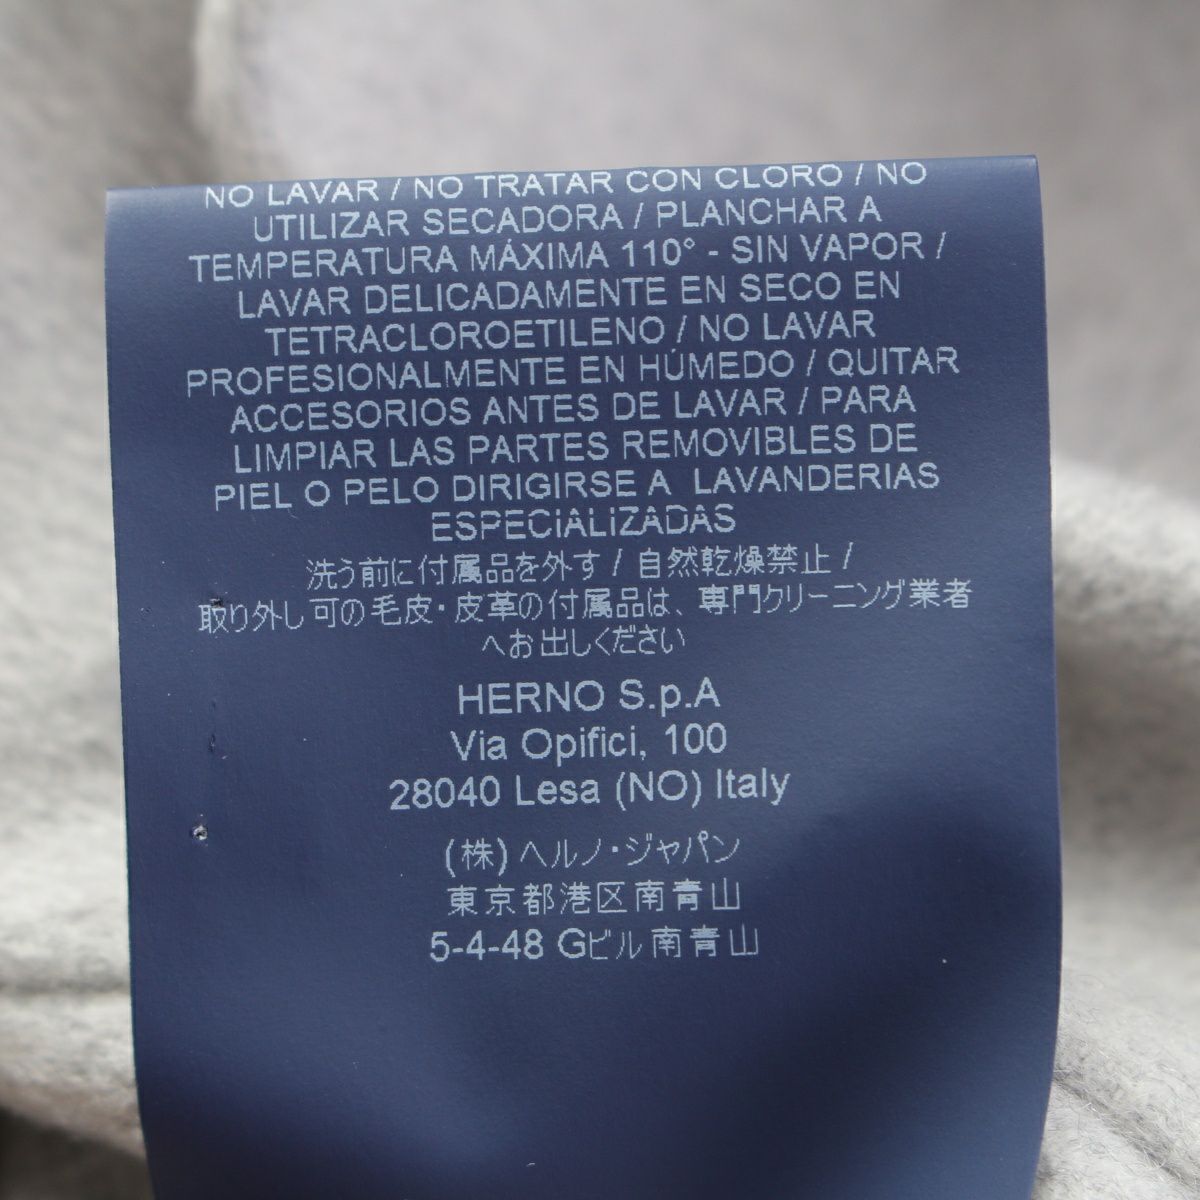 NO LAVAR / NO TRATAR CON CLORO / NO
UTILIZAR SECADORA / PLANCHAR A
TEMPERATURA MÁXIMA 110° - SIN VAPOR /
LAVAR DELICADAMENTE EN SECO EN
TETRACLOROETILENO / NO LAVAR
PROFESIONALMENTE EN HÚMEDO / QUITAR
ACCESORIOS ANTES DE LAVAR / PARA
LIMPIAR LAS PARTES REMOVIBLES DE
PIEL O PELO DIRIGIRSE A LAVANDERIAS
ESPECIALIZADAS
洗う前に付属品を外す / 自然乾燥禁止 /
取り外し可の毛皮・皮革の付属品は、専門クリーニング業者
へお出しください
HERNO S.p.A
Via Opifici, 100
28040 Lesa (NO) Italy
(株) ヘルノ・ジャパン
東京都港区南青山
5-4-48 Gビル南青山